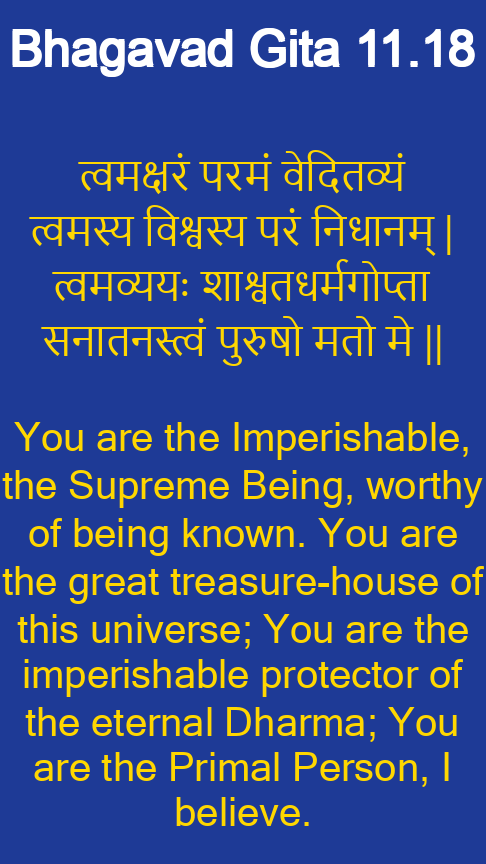 Bhagavad Gita 11.18
त्वमक्षरं परमं वेदितव्यं
त्वमस्य विश्वस्य परं निधानम् |
त्वमव्ययः शाश्वतधर्मगोप्ता
सनातनस्त्वं पुरुषो मतो मे ||
You are the Imperishable,
the Supreme Being, worthy
of being known. You are
the great treasure-house of
this universe; You are the
imperishable protector of
the eternal Dharma; You
are the Primal Person, I
believe.